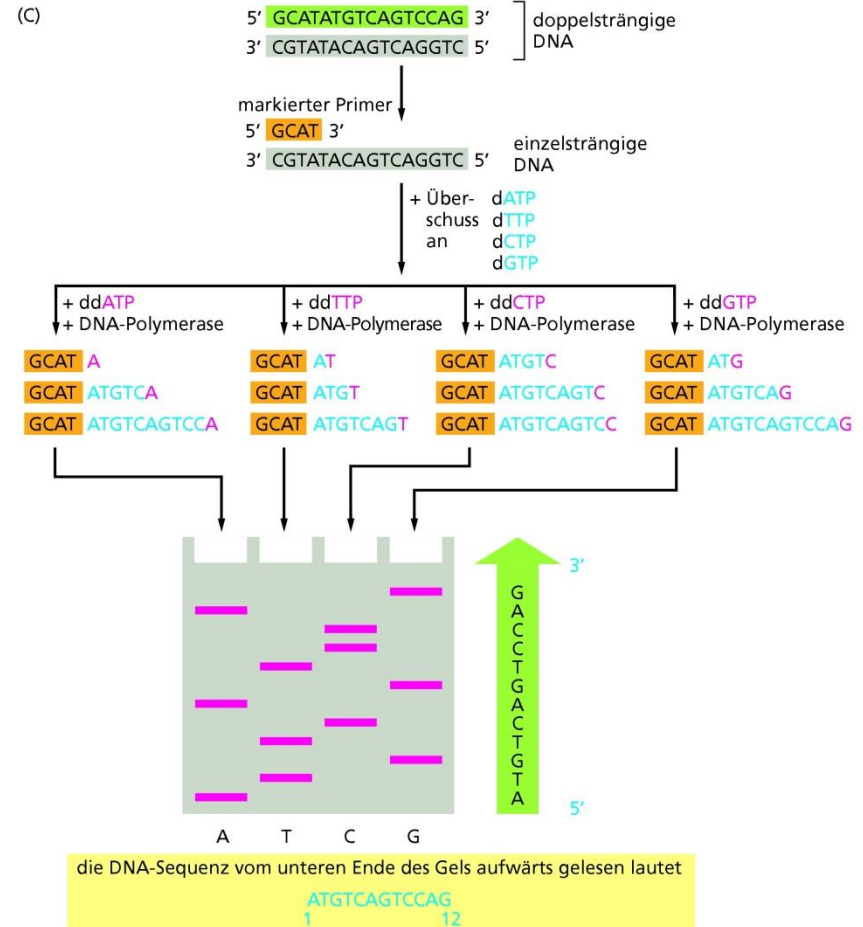 (C)
5' GCATATGTCAGTCCAG 3'
3' CGTATACAGTCAGGTC 5'
doppelsträngige
DNA
markierter Primer
5' GCAT 3'
3' CGTATACAGTCAGGTC 5'
einzelsträngige
DNA
+ Über-
schuss
an
dATP
dTTP
dCTP
dGTP
+ ddATP
+ DNA-Polymerase
GCAT A
GCAT ATGTCA
GCAT ATGTCAGTCCA
+ ddTTP
+ DNA-Polymerase
GCAT AT
GCAT ATGT
GCAT ATGTCAGT
+ ddCTP
+ DNA-Polymerase
GCAT ATGTC
GCAT ATGTCAGTC
GCAT ATGTCAGTCC
+ ddGTP
+ DNA-Polymerase
GCAT ATG
GCAT ATGTCAG
GCAT ATGTCAGTCCAG
3'
G
A
C
C
T
G
A
C
T
G
T
A
5'
A T C G
die DNA-Sequenz vom unteren Ende des Gels aufwärts gelesen lautet
ATGTCAGTCCAG
1 12